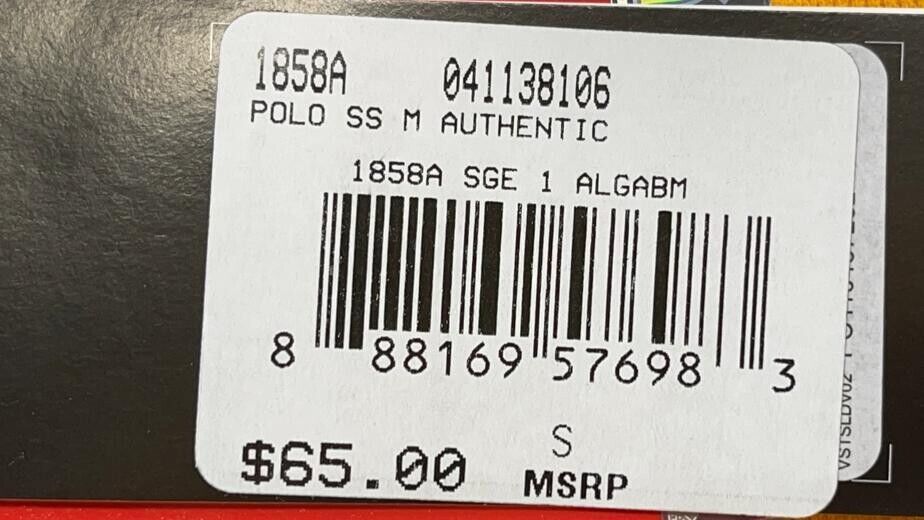 1858A 041138106
POLO SS M AUTHENTIC
1858A SGE 1 ALGABM
8 88169 57698 3
S
$65.00 MSRP